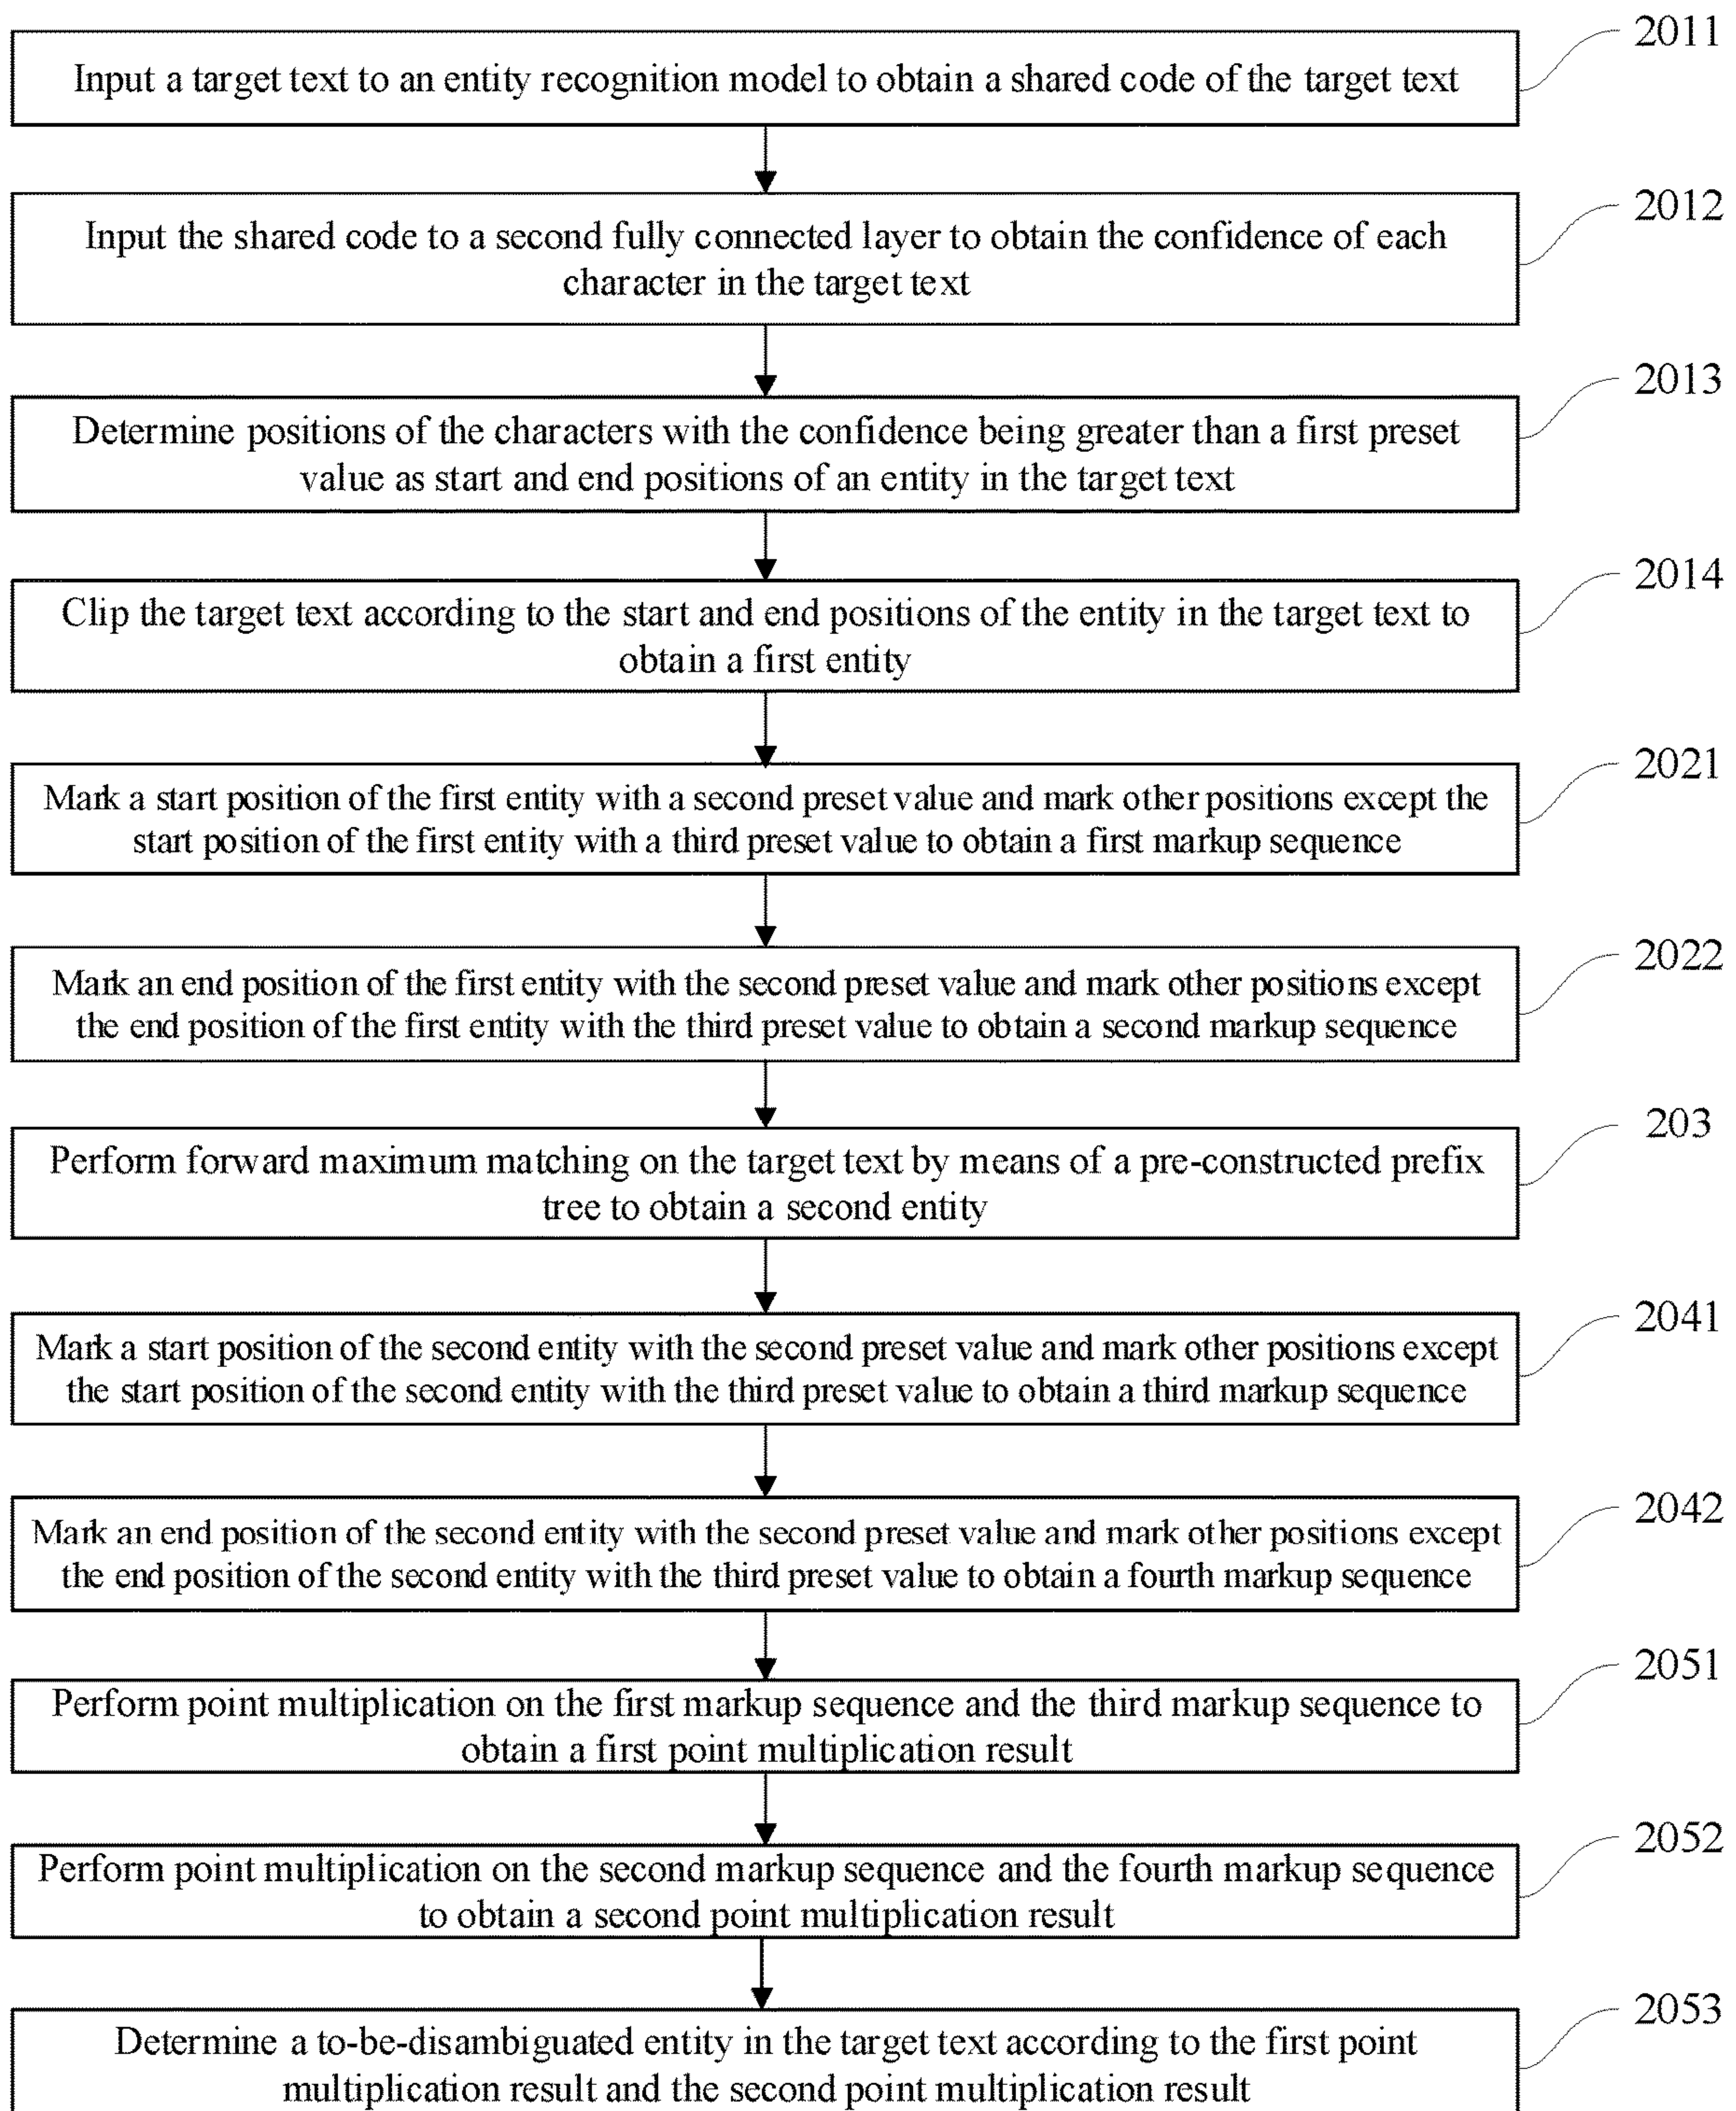 2011
Input a target text to an entity recognition model to obtain a shared code of the target text
2012
Input the shared code to a second fully connected layer to obtain the confidence of each
character in the target text
2013
Determine positions of the characters with the confidence being greater than a first preset
value as start and end positions of an entity in the target text
2014
Clip the target text according to the start and end positions of the entity in the target text to
obtain a first entity
2021
Mark a start position of the first entity with a second preset value and mark other positions except the
start position of the first entity with a third preset value to obtain a first markup sequence
2022
Mark an end position of the first entity with the second preset value and mark other positions except
the end position of the first entity with the third preset value to obtain a second markup sequence
203
Perform forward maximum matching on the target text by means of a pre-constructed prefix
tree to obtain a second entity
2041
Mark a start position of the second entity with the second preset value and mark other positions except
the start position of the second entity with the third preset value to obtain a third markup sequence
2042
Mark an end position of the second entity with the second preset value and mark other positions except
the end position of the second entity with the third preset value to obtain a fourth markup sequence
2051
Perform point multiplication on the first markup sequence and the third markup sequence to
obtain a first point multiplication result
2052
Perform point multiplication on the second markup sequence and the fourth markup sequence
to obtain a second point multiplication result
2053
Determine a to-be-disambiguated entity in the target text according to the first point
multiplication result and the second point multiplication result